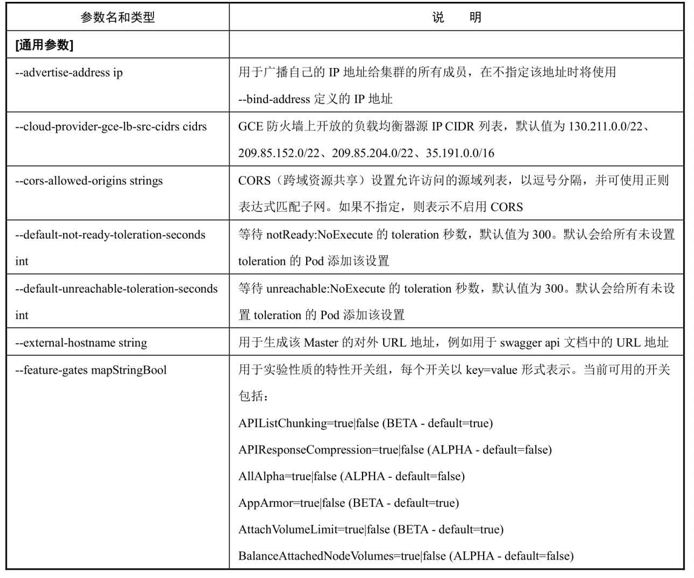 参数名和类型
说 明
[通用参数]
--advertise-address ip
用于广播自己的 IP 地址给集群的所有成员，在不指定该地址时将使用
--bind-address 定义的 IP 地址
--cloud-provider-gce-lb-src-cidrs cidrs
GCE 防火墙上开放的负载均衡器源 IP CIDR 列表，默认值为 130.211.0.0/22、
209.85.152.0/22、209.85.204.0/22、35.191.0.0/16
--cors-allowed-origins strings
CORS（跨域资源共享）设置允许访问的源域列表，以逗号分隔，并可使用正则
表达式匹配子网。如果不指定，则表示不启用 CORS
--default-not-ready-toleration-seconds
int
等待 notReady:NoExecute 的 toleration 秒数，默认值为 300。默认会给所有未设置
toleration 的 Pod 添加该设置
--default-unreachable-toleration-seconds
int
等待 unreachable:NoExecute 的 toleration 秒数，默认值为 300。默认会给所有未设
置 toleration 的 Pod 添加该设置
--external-hostname string
用于生成该 Master 的对外 URL 地址，例如用于 swagger api 文档中的 URL 地址
--feature-gates mapStringBool
用于实验性质的特性开关组，每个开关以 key=value 形式表示。当前可用的开关
包括：
APIListChunking=true|false (BETA - default=true)
APIResponseCompression=true|false (ALPHA - default=false)
AllAlpha=true|false (ALPHA - default=false)
AppArmor=true|false (BETA - default=true)
AttachVolumeLimit=true|false (BETA - default=true)
BalanceAttachedNodeVolumes=true|false (ALPHA - default=false)